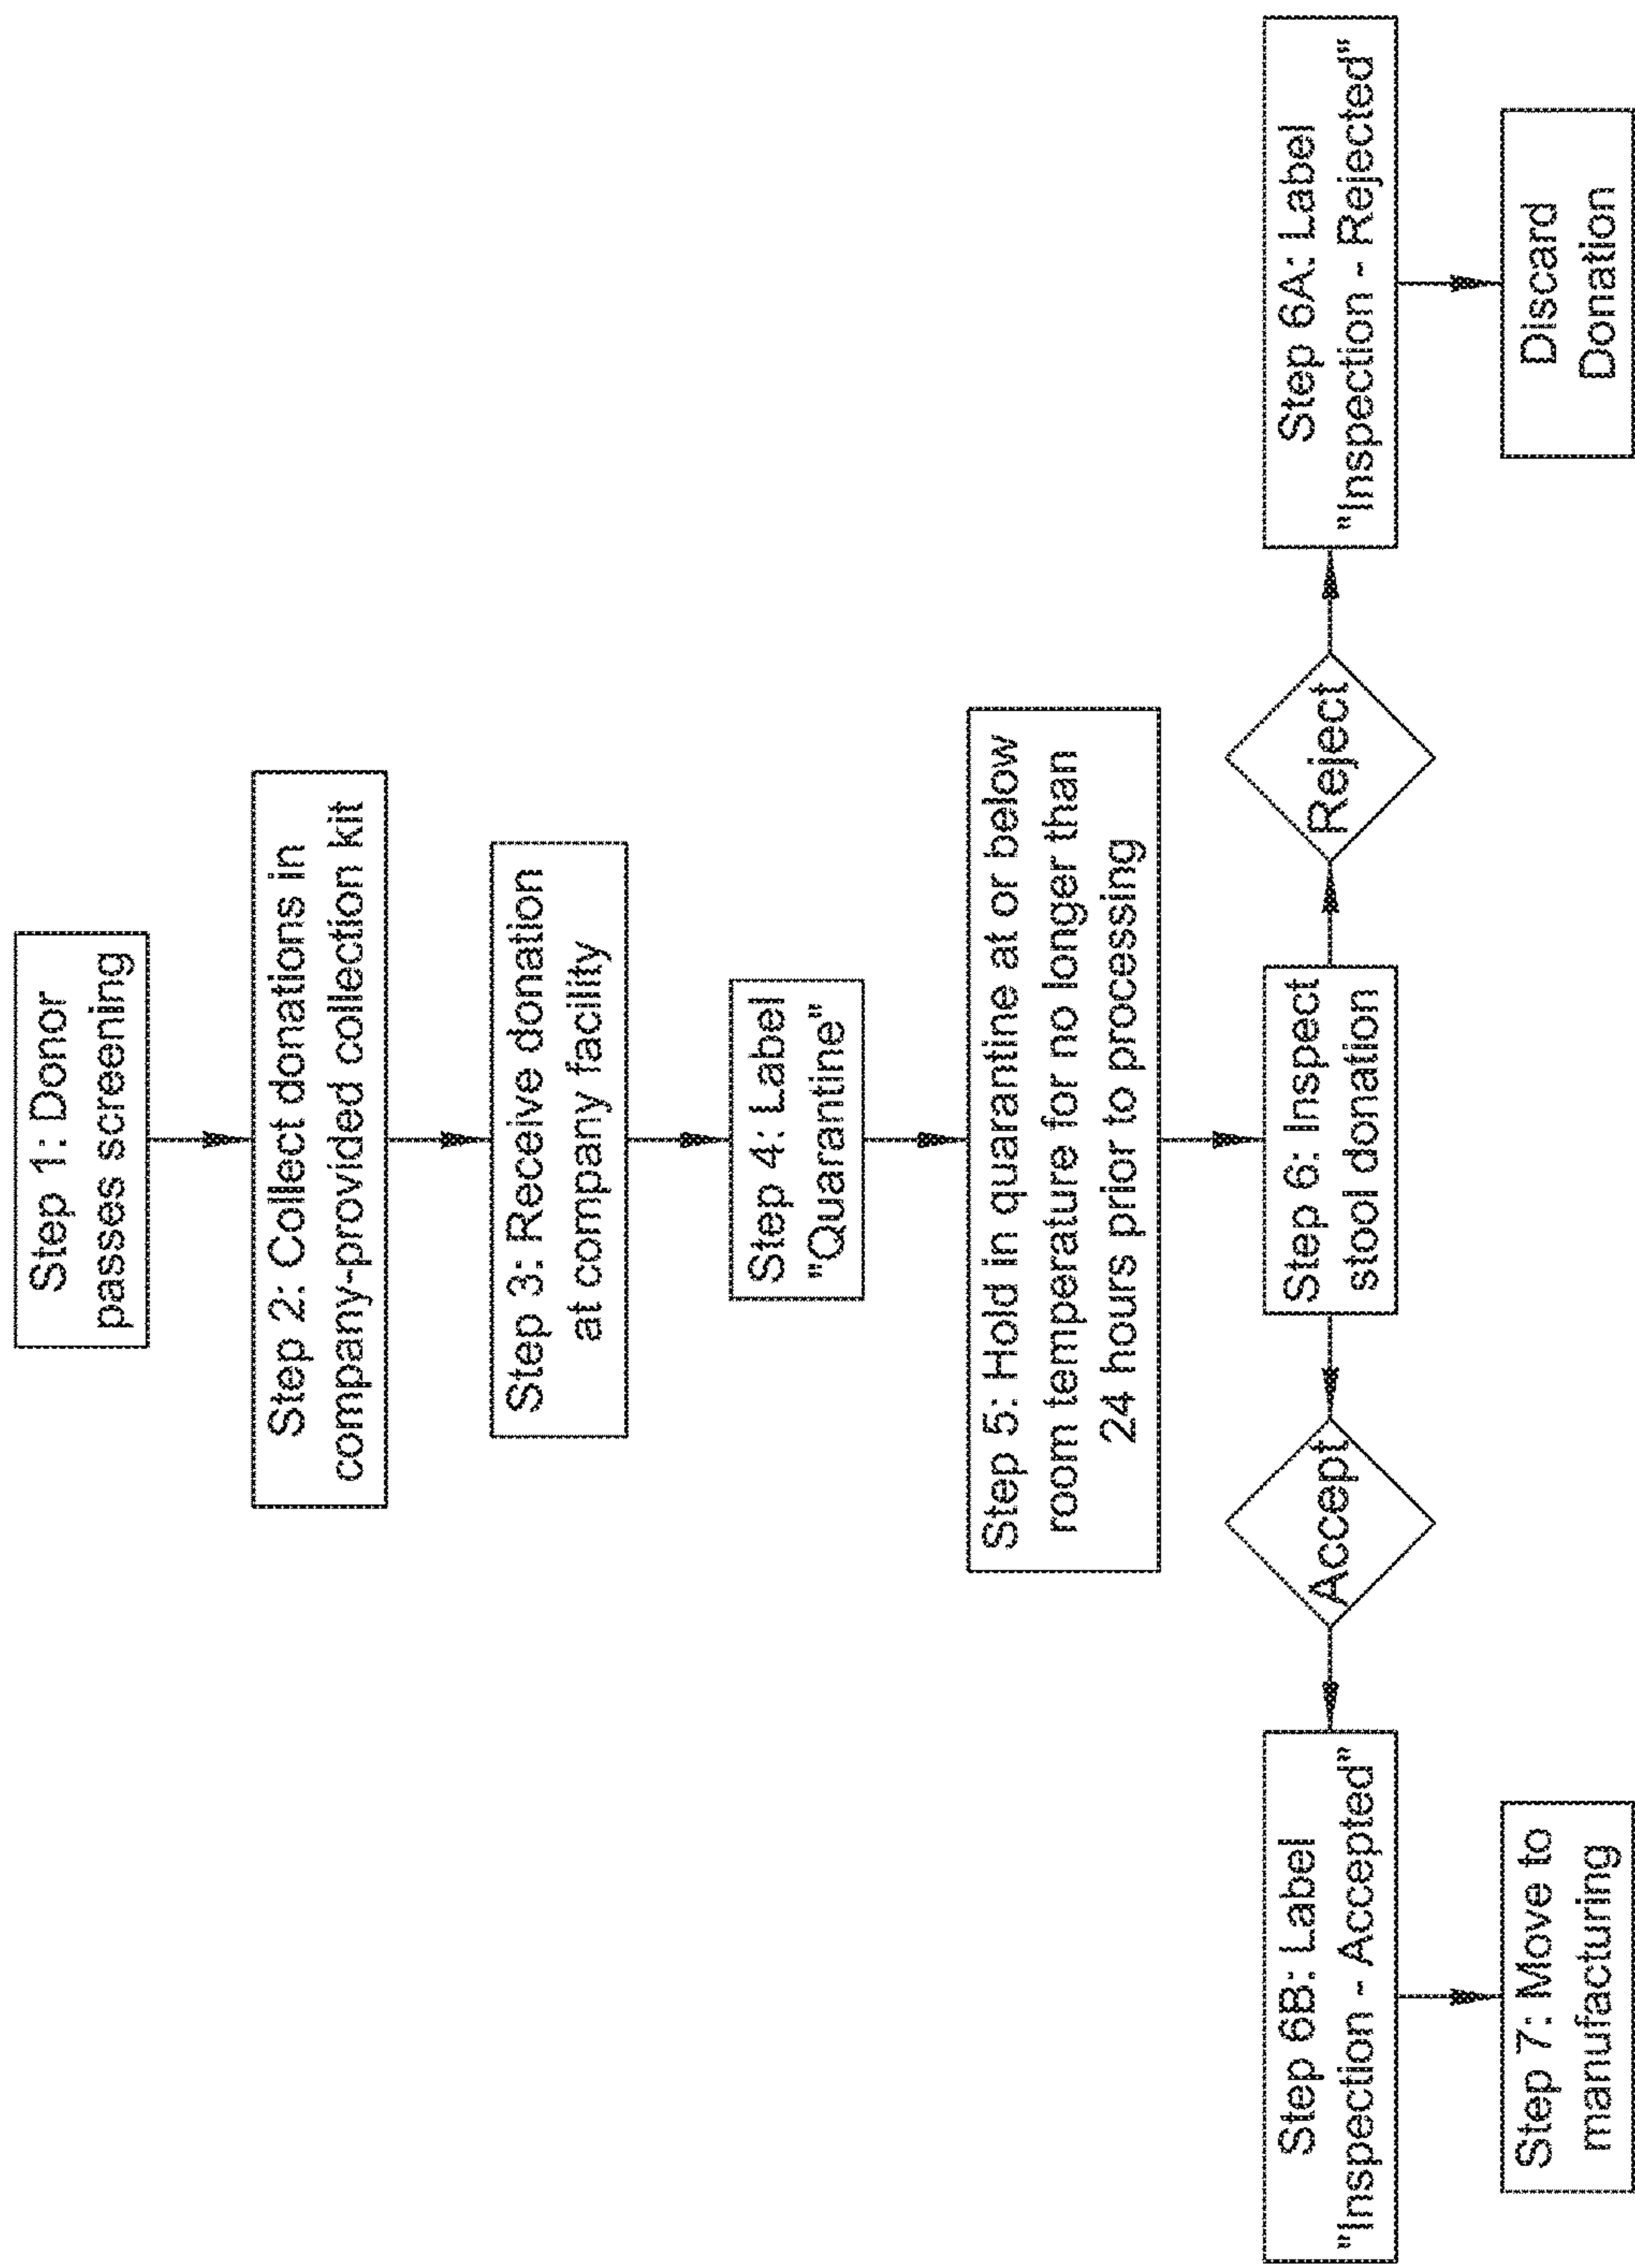 Step 1: Donor
passes screening
Step 2: Collect donations in
company-provided collection kit
Step 3: Receive donation
at company facility
Step 4: Label
"Quarantine"
Step 5: Hold in quarantine at or below
room temperature for no longer than
24 hours prior to processing
Step 6: Inspect
stool donation
Accept
Reject
Step 6B: Label
"Inspection - Accepted"
Step 6A: Label
"Inspection - Rejected"
Step 7: Move to
manufacturing
Discard
Donation